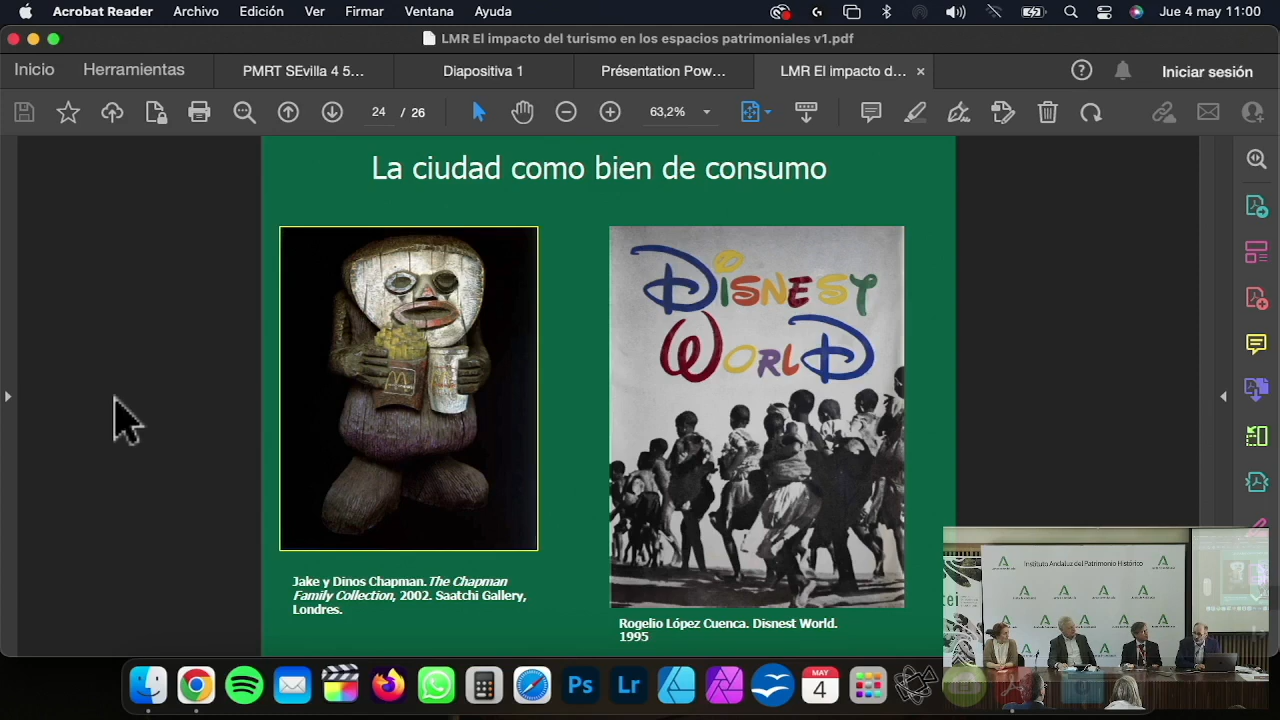 Acrobat Reader Archivo Edición Ver Firmar Ventana Ayuda
Jue 4 may 11:00
LMR El impacto del turismo en los espacios patrimoniales v1.pdf
Inicio Herramientas PMRT SEvilla 4 5... Diapositiva 1 Présentation Pow... LMR El impacto d... × Iniciar sesión
24 / 26 63,2%
La ciudad como bien de consumo
DISNEST
WORLD
Jake y Dinos Chapman. The Chapman
Family Collection, 2002. Saatchi Gallery,
Londres.
Rogelio López Cuenca. Disnest World.
1995
Instituto Andaluz del Patrimonio Histórico
Ps Lr
MAY
4